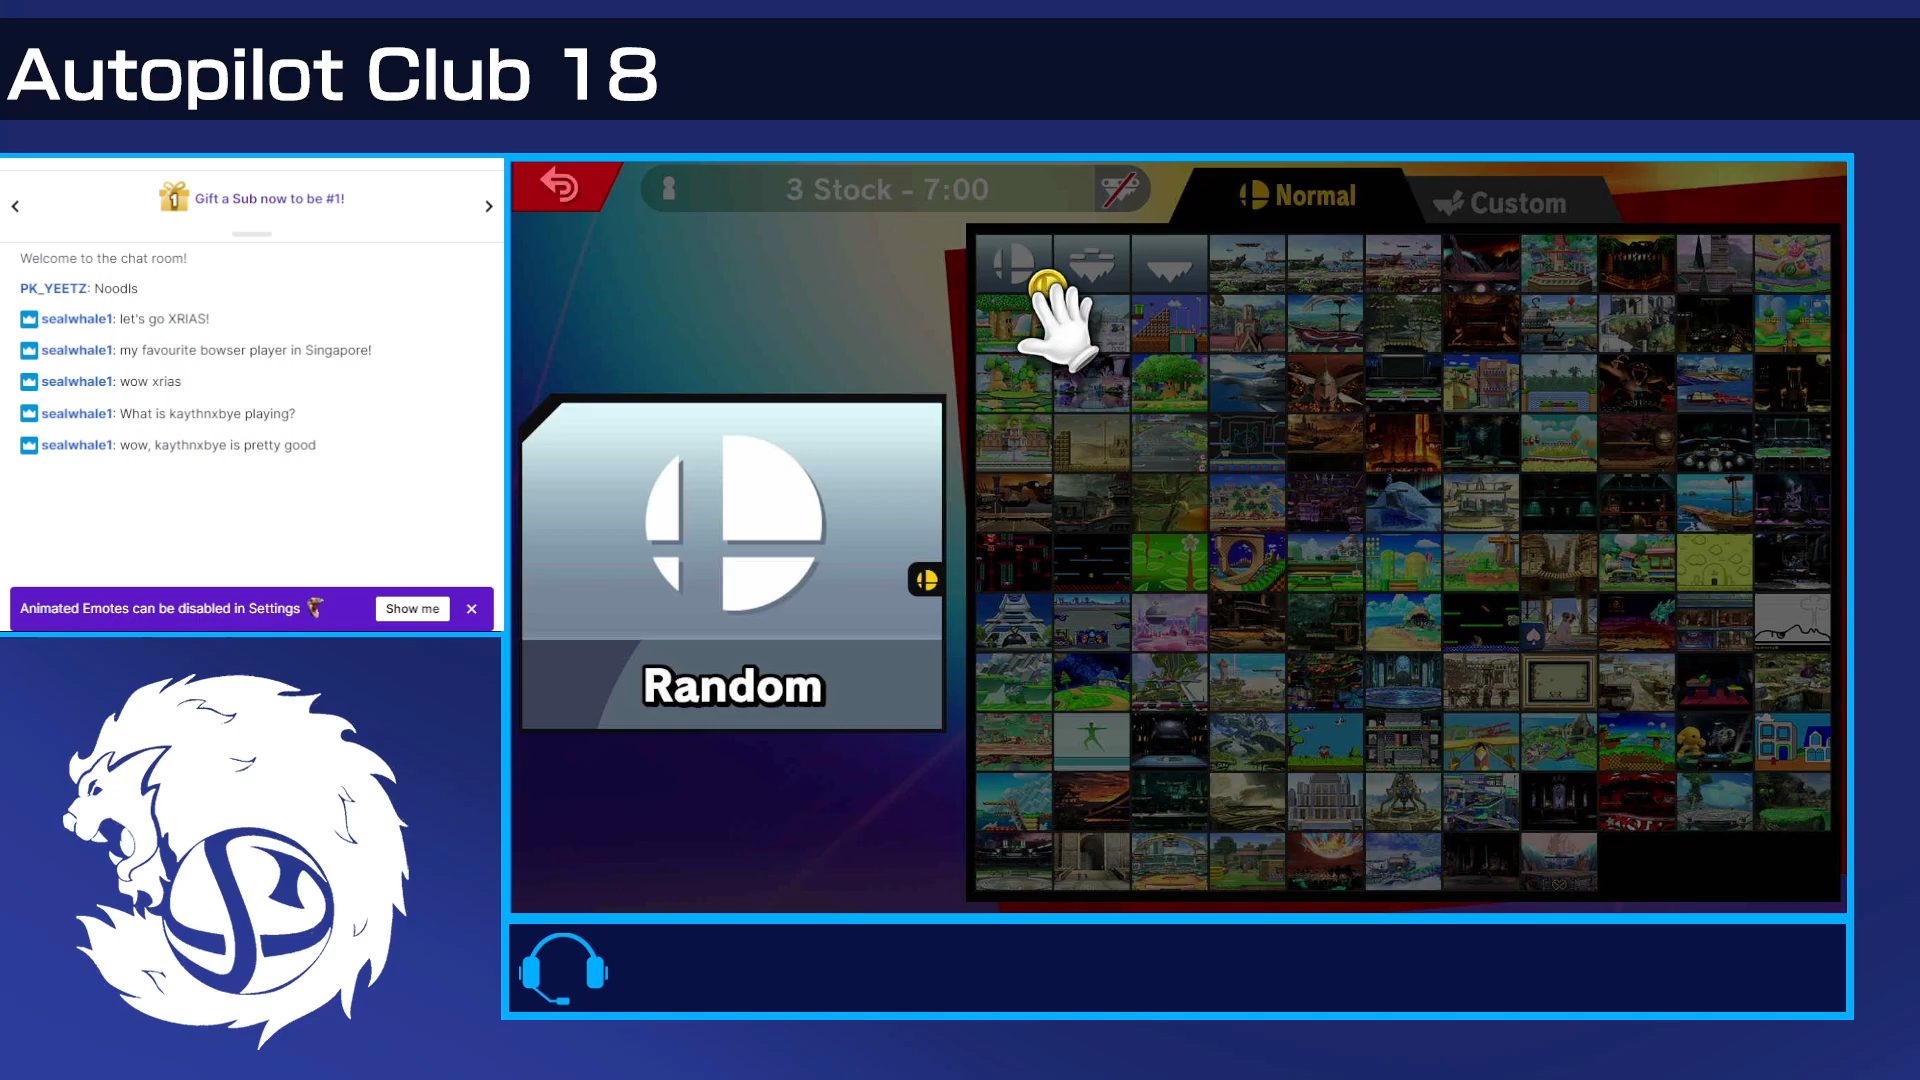 Autopilot Club 18
1
Gift a Sub now to be #1!
Welcome to the chat room!
PK_YEETZ: Noodls
sealwhale1: let's go XRIAS!
sealwhale1: my favourite bowser player in Singapore!
sealwhale1: wow xrias
sealwhale1: What is kaythnxbye playing?
sealwhale1: wow, kaythnxbye is pretty good
Animated Emotes can be disabled in Settings
Show me
3 Stock - 7:00
Normal
Custom
Random